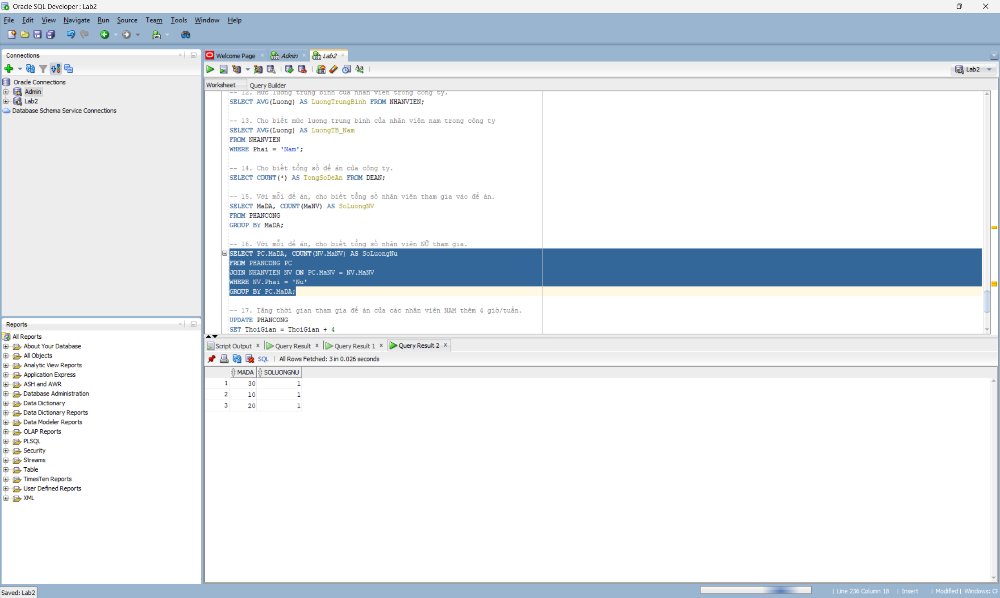 Oracle SQL Developer : Lab2
File Edit View Navigate Run Source Team Tools Window Help
Connections
Oracle Connections
Admin
Lab2
Database Schema Service Connections
Reports
All Reports
About Your Database
All Objects
Analytic View Reports
Application Express
ASH and AWR
Database Administration
Data Dictionary
Data Dictionary Reports
Data Modeler Reports
OLAP Reports
PLSQL
Security
Streams
Table
TimesTen Reports
User Defined Reports
XML
Welcome Page Admin Lab2
Lab2
Worksheet Query Builder
-- 12. Mức lương trung bình của nhân viên trong công ty.
SELECT AVG(Luong) AS LuongTrungBinh FROM NHANVIEN;
-- 13. Cho biết mức lương trung bình của nhân viên nam trong công ty
SELECT AVG(Luong) AS LuongTB_Nam
FROM NHANVIEN
WHERE Phai = 'Nam';
-- 14. Cho biết tổng số đề án của công ty.
SELECT COUNT(*) AS TongSoDeAn FROM DEAN;
-- 15. Với mỗi đề án, cho biết tổng số nhân viên tham gia vào đề án.
SELECT MaDA, COUNT(MaNV) AS SoLuongNV
FROM PHANCONG
GROUP BY MaDA;
-- 16. Với mỗi đề án, cho biết tổng số nhân viên NỮ tham gia.
SELECT PC.MaDA, COUNT(NV.MaNV) AS SoLuongNu
FROM PHANCONG PC
JOIN NHANVIEN NV ON PC.MaNV = NV.MaNV
WHERE NV.Phai = 'Nu'
GROUP BY PC.MaDA;
-- 17. Tăng thời gian tham gia đề án của các nhân viên NAM thêm 4 giờ/tuần.
UPDATE PHANCONG
SET ThoiGian = ThoiGian + 4
Script Output x Query Result x Query Result 1 x Query Result 2 x
SQL | All Rows Fetched: 3 in 0.026 seconds
MADA SOLUONGNU
1 30 1
2 10 1
3 20 1
Saved: Lab2
| Line 236 Column 18 | Insert | Modified | Windows: